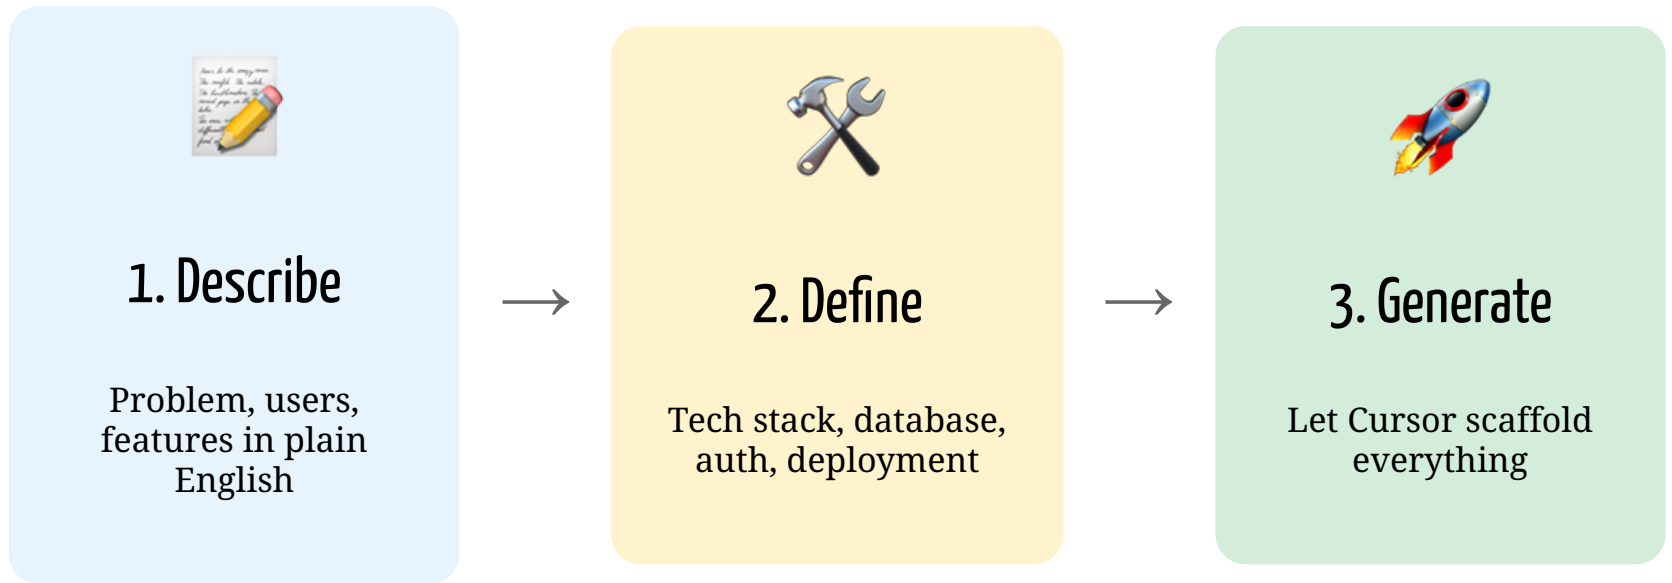 1. Describe
Problem, users,
features in plain
English
→
2. Define
Tech stack, database,
auth, deployment
→
3. Generate
Let Cursor scaffold
everything